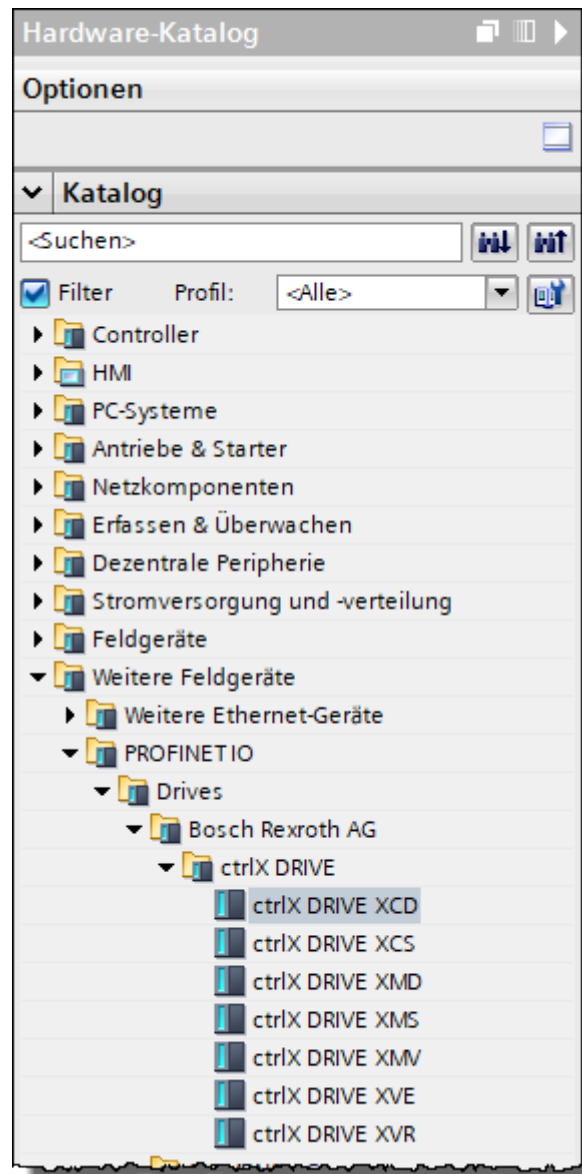 Hardware-Katalog
Optionen
Katalog
<Suchen>
Filter Profil: <Alle>
Controller
HMI
PC-Systeme
Antriebe & Starter
Netzkomponenten
Erfassen & Überwachen
Dezentrale Peripherie
Stromversorgung und -verteilung
Feldgeräte
Weitere Feldgeräte
Weitere Ethernet-Geräte
PROFINET IO
Drives
Bosch Rexroth AG
ctrlX DRIVE
ctrlX DRIVE XCD
ctrlX DRIVE XCS
ctrlX DRIVE XMD
ctrlX DRIVE XMS
ctrlX DRIVE XMV
ctrlX DRIVE XVE
ctrlX DRIVE XVR